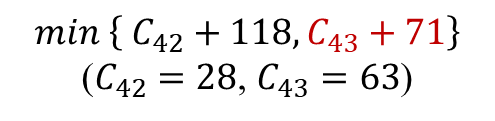 min { C₄₂ + 118, C₄₃ + 71}
(C₄₂ = 28, C₄₃ = 63)